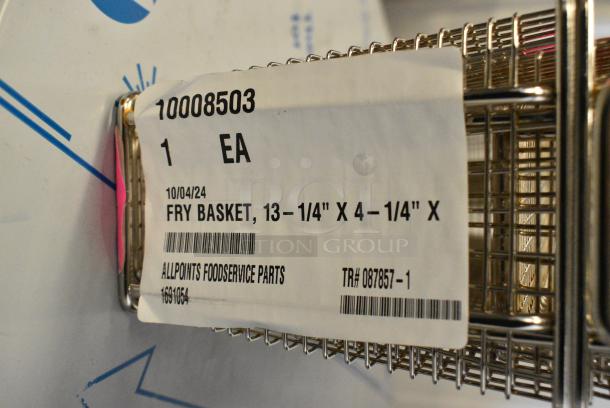 10008503
1 EA
10/04/24
FRY BASKET, 13-1/4" X 4-1/4" X
ALLPOINTS FOODSERVICE PARTS TR# 087857-1
1691054